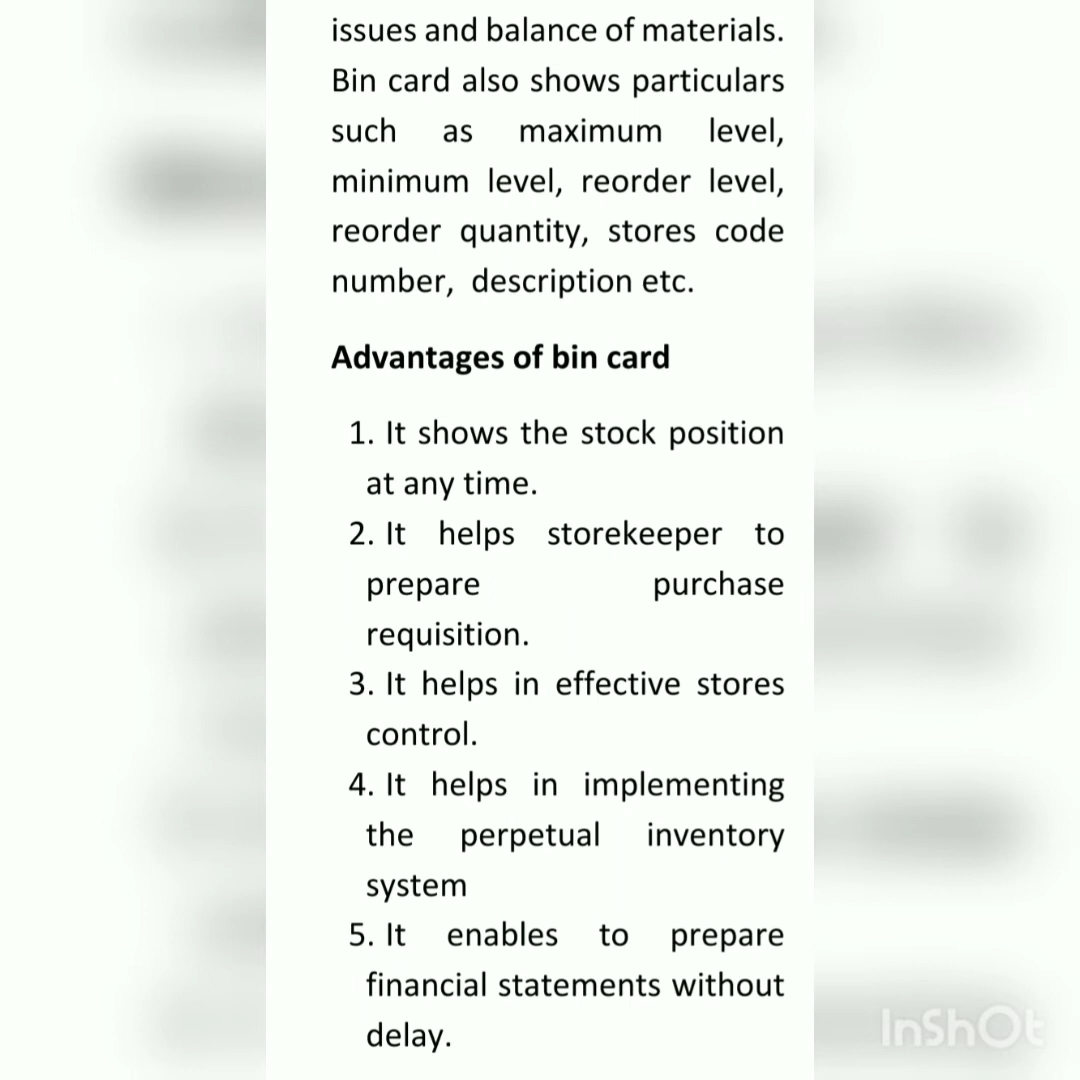 issues and balance of materials.
Bin card also shows particulars
such as maximum level,
minimum level, reorder level,
reorder quantity, stores code
number, description etc.
Advantages of bin card
1. It shows the stock position
at any time.
2. It helps storekeeper to
prepare purchase
requisition.
3. It helps in effective stores
control.
4. It helps in implementing
the perpetual inventory
system
5. It enables to prepare
financial statements without
delay.
InShOt